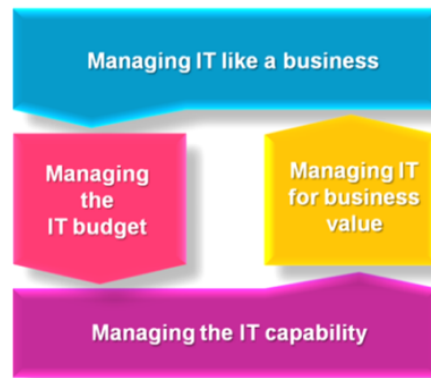 Managing IT like a business
Managing
the
IT budget
Managing IT
for business
value
Managing the IT capability